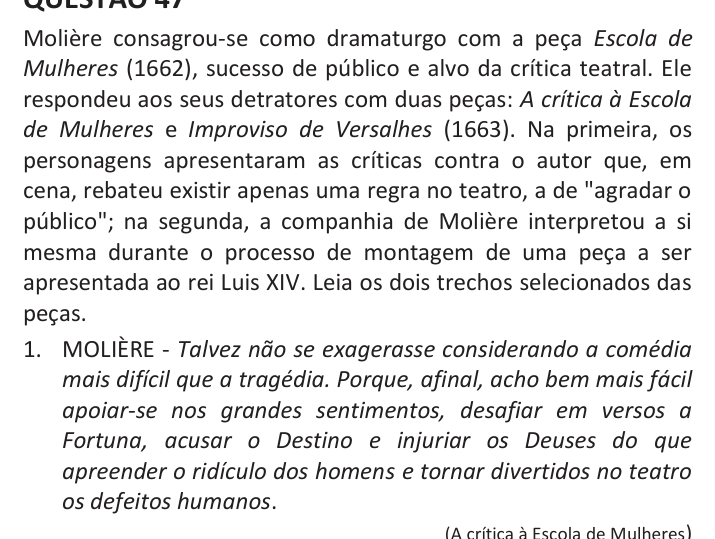 QUESTÃO 47
Molière consagrou-se como dramaturgo com a peça Escola de
Mulheres (1662), sucesso de público e alvo da crítica teatral. Ele
respondeu aos seus detratores com duas peças: A crítica à Escola
de Mulheres e Improviso de Versalhes (1663). Na primeira, os
personagens apresentaram as críticas contra o autor que, em
cena, rebateu existir apenas uma regra no teatro, a de "agradar o
público"; na segunda, a companhia de Molière interpretou a si
mesma durante o processo de montagem de uma peça a ser
apresentada ao rei Luis XIV. Leia os dois trechos selecionados das
peças.
1. MOLIÈRE - Talvez não se exagerasse considerando a comédia
mais difícil que a tragédia. Porque, afinal, acho bem mais fácil
apoiar-se nos grandes sentimentos, desafiar em versos a
Fortuna, acusar o Destino e injuriar os Deuses do que
apreender o ridículo dos homens e tornar divertidos no teatro
os defeitos humanos.
(A crítica à Escola de Mulheres)